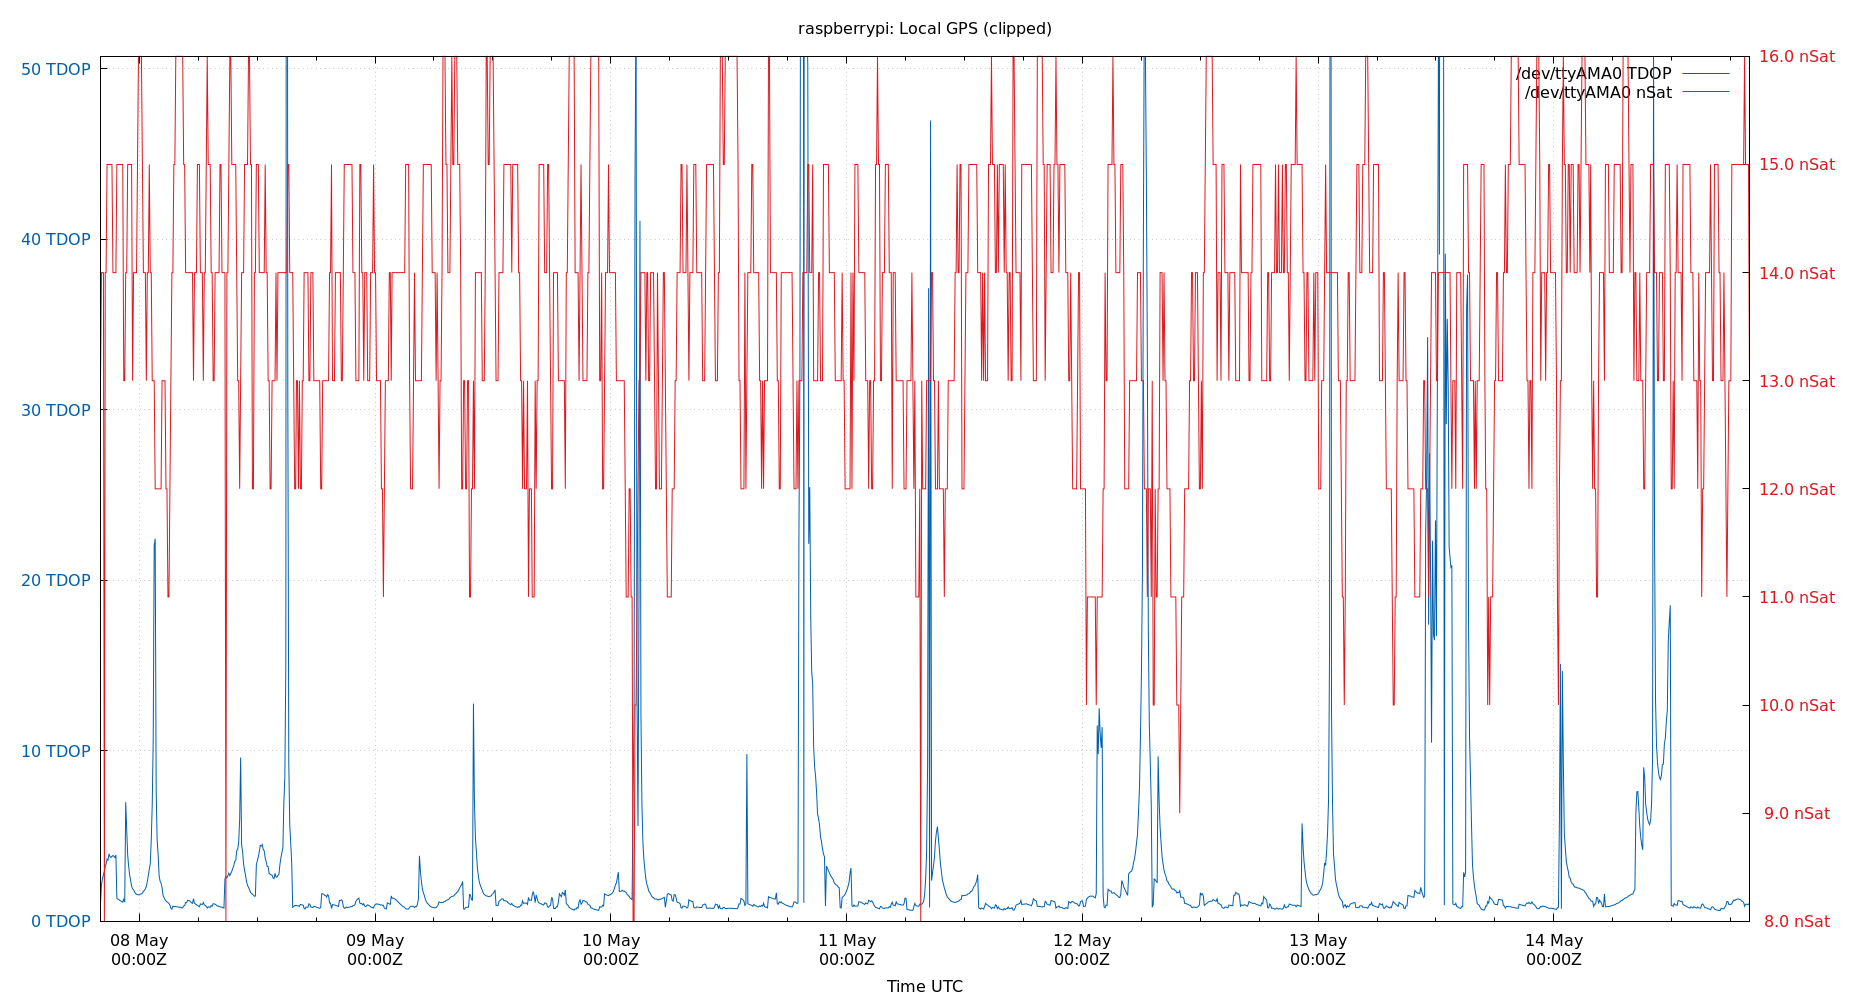 raspberrypi: Local GPS (clipped)
50 TDOP
40 TDOP
30 TDOP
20 TDOP
10 TDOP
0 TDOP
16.0 nSat
15.0 nSat
14.0 nSat
13.0 nSat
12.0 nSat
11.0 nSat
10.0 nSat
9.0 nSat
8.0 nSat
/dev/ttyAMA0 TDOP
/dev/ttyAMA0 nSat
08 May 09 May 10 May 11 May 12 May 13 May 14 May
00:00Z 00:00Z 00:00Z 00:00Z 00:00Z 00:00Z 00:00Z
Time UTC